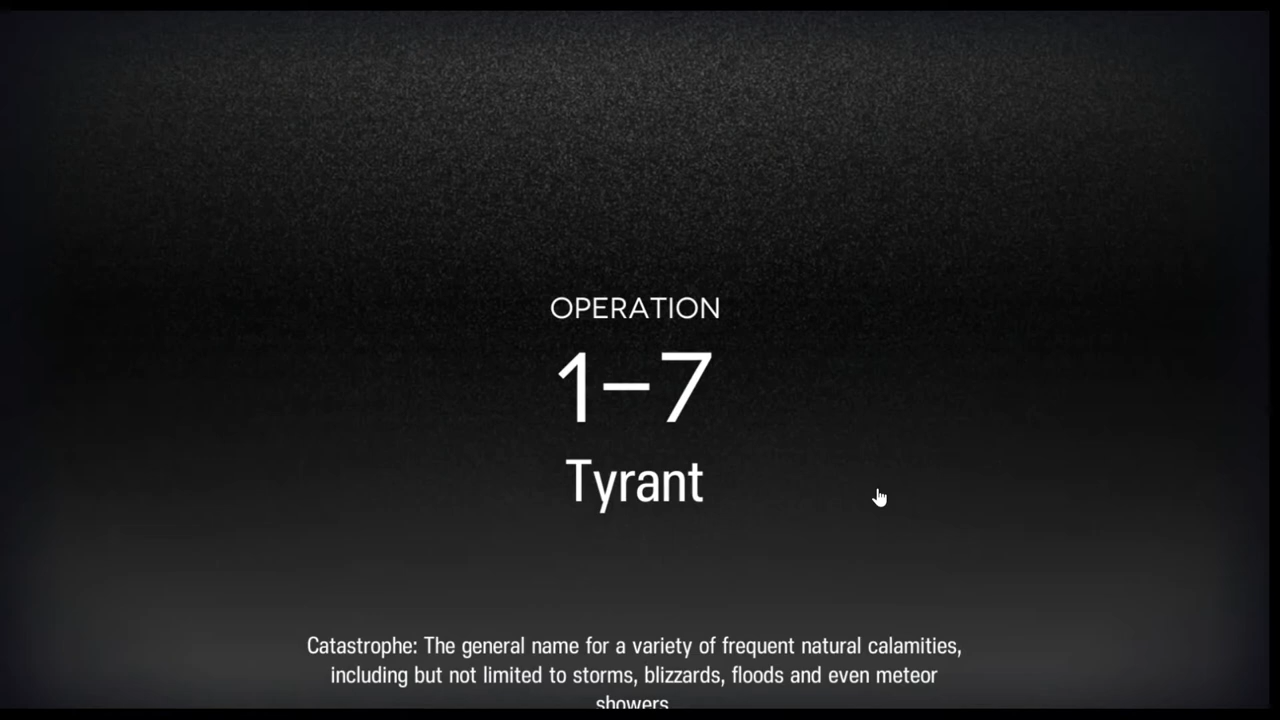 OPERATION
1–7
Tyrant
Catastrophe: The general name for a variety of frequent natural calamities,
including but not limited to storms, blizzards, floods and even meteor
showers